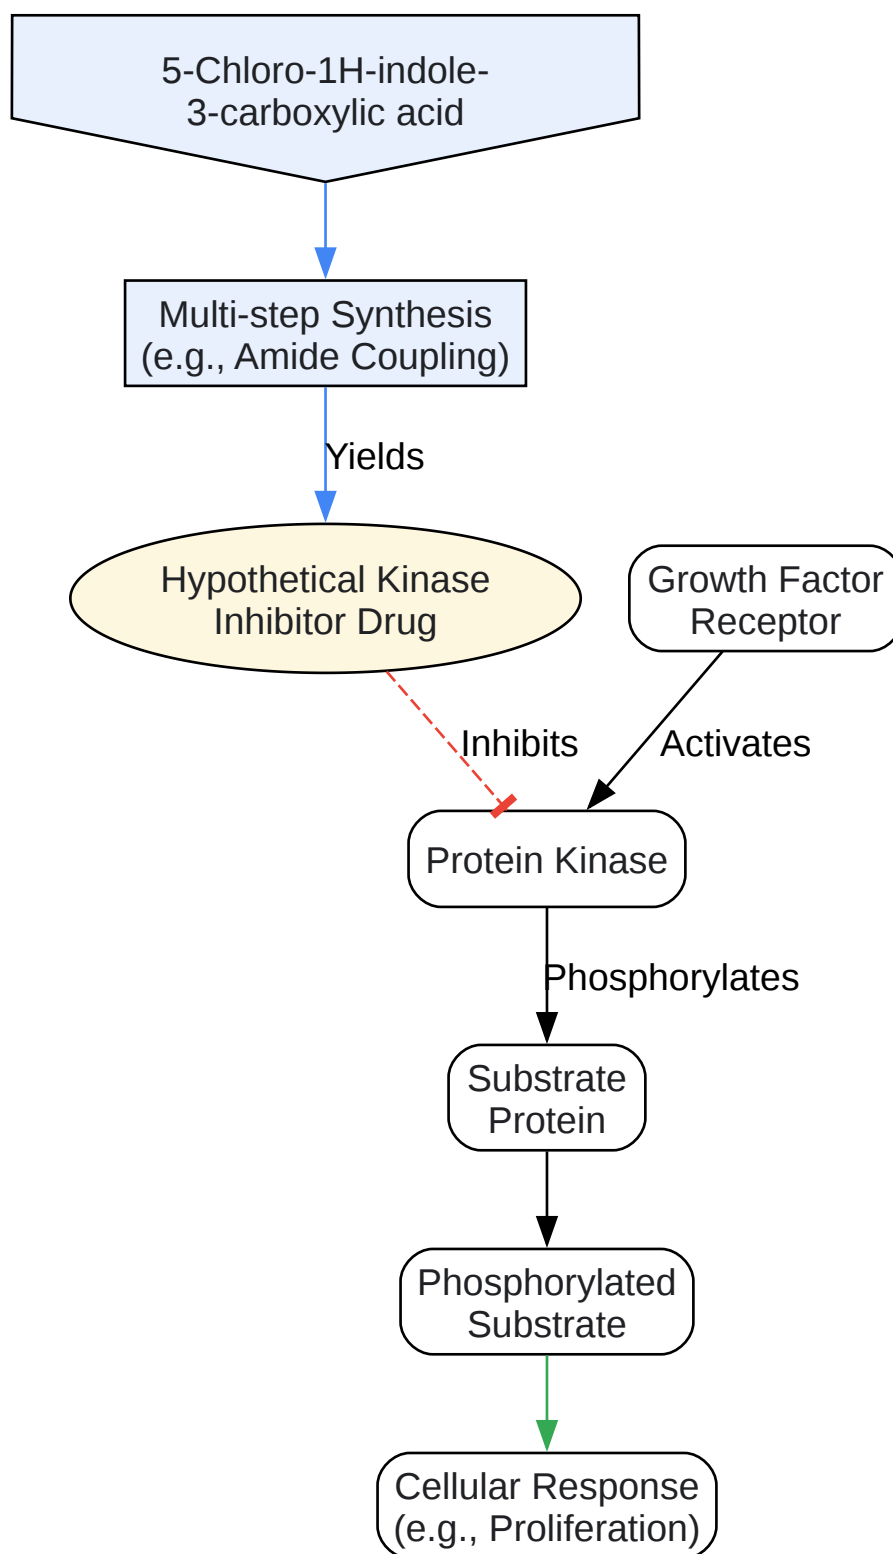 5-Chloro-1H-indole-
3-carboxylic acid
Multi-step Synthesis
(e.g., Amide Coupling)
Yields
Hypothetical Kinase
Inhibitor Drug
Growth Factor
Receptor
Inhibits
Activates
Protein Kinase
Phosphorylates
Substrate
Protein
Phosphorylated
Substrate
Cellular Response
(e.g., Proliferation)